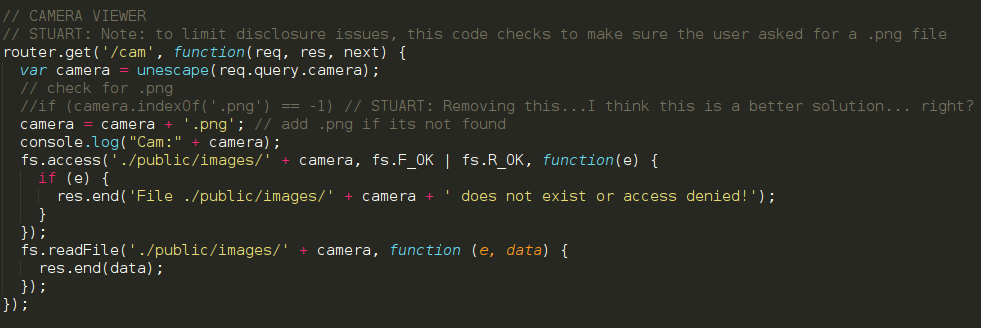 // CAMERA VIEWER
// STUART: Note: to limit disclosure issues, this code checks to make sure the user asked for a .png file
router.get('/cam', function(req, res, next) {
  var camera = unescape(req.query.camera);
  // check for .png
  //if (camera.indexOf('.png') == -1) // STUART: Removing this...I think this is a better solution... right?
  camera = camera + '.png'; // add .png if its not found
  console.log("Cam:" + camera);
  fs.access('./public/images/' + camera, fs.F_OK | fs.R_OK, function(e) {
    if (e) {
      res.end('File ./public/images/' + camera + ' does not exist or access denied!');
    }
  });
  fs.readFile('./public/images/' + camera, function (e, data) {
    res.end(data);
  });
});